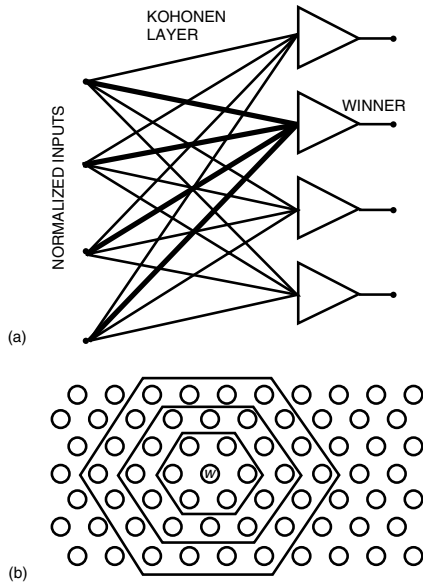 KOHONEN
LAYER
WINNER
NORMALIZED INPUTS
(a)
W
(b)